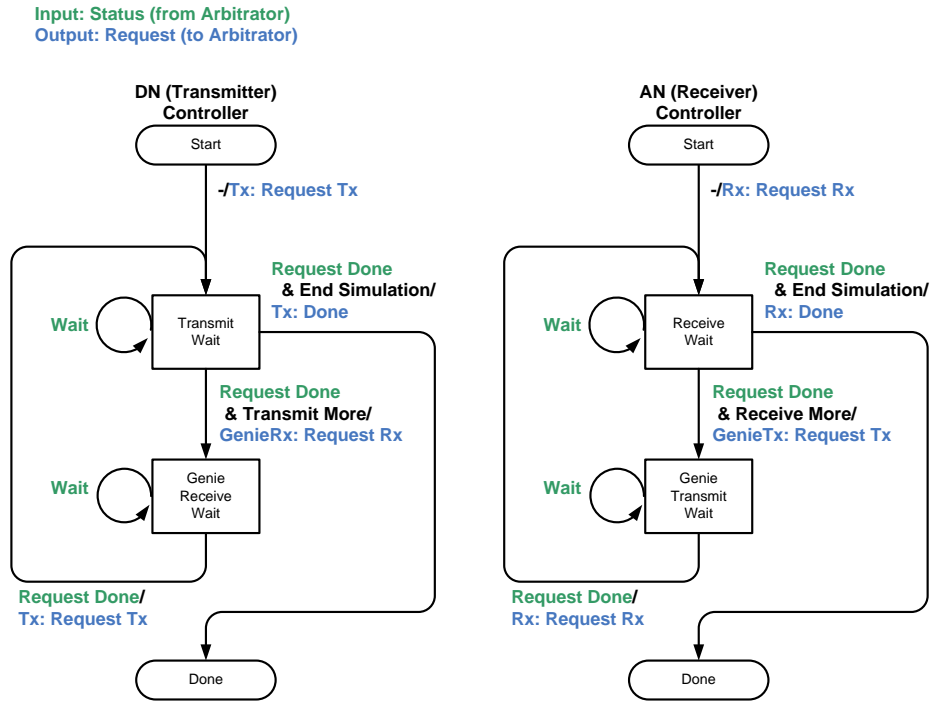 Input: Status (from Arbitrator)
Output: Request (to Arbitrator)
DN (Transmitter)
Controller
Start
-/Tx: Request Tx
Request Done
& End Simulation/
Tx: Done
Wait
Transmit
Wait
Request Done
& Transmit More/
GenieRx: Request Rx
Wait
Genie
Receive
Wait
Request Done/
Tx: Request Tx
Done
AN (Receiver)
Controller
Start
-/Rx: Request Rx
Request Done
& End Simulation/
Rx: Done
Wait
Receive
Wait
Request Done
& Receive More/
GenieTx: Request Tx
Wait
Genie
Transmit
Wait
Request Done/
Rx: Request Rx
Done